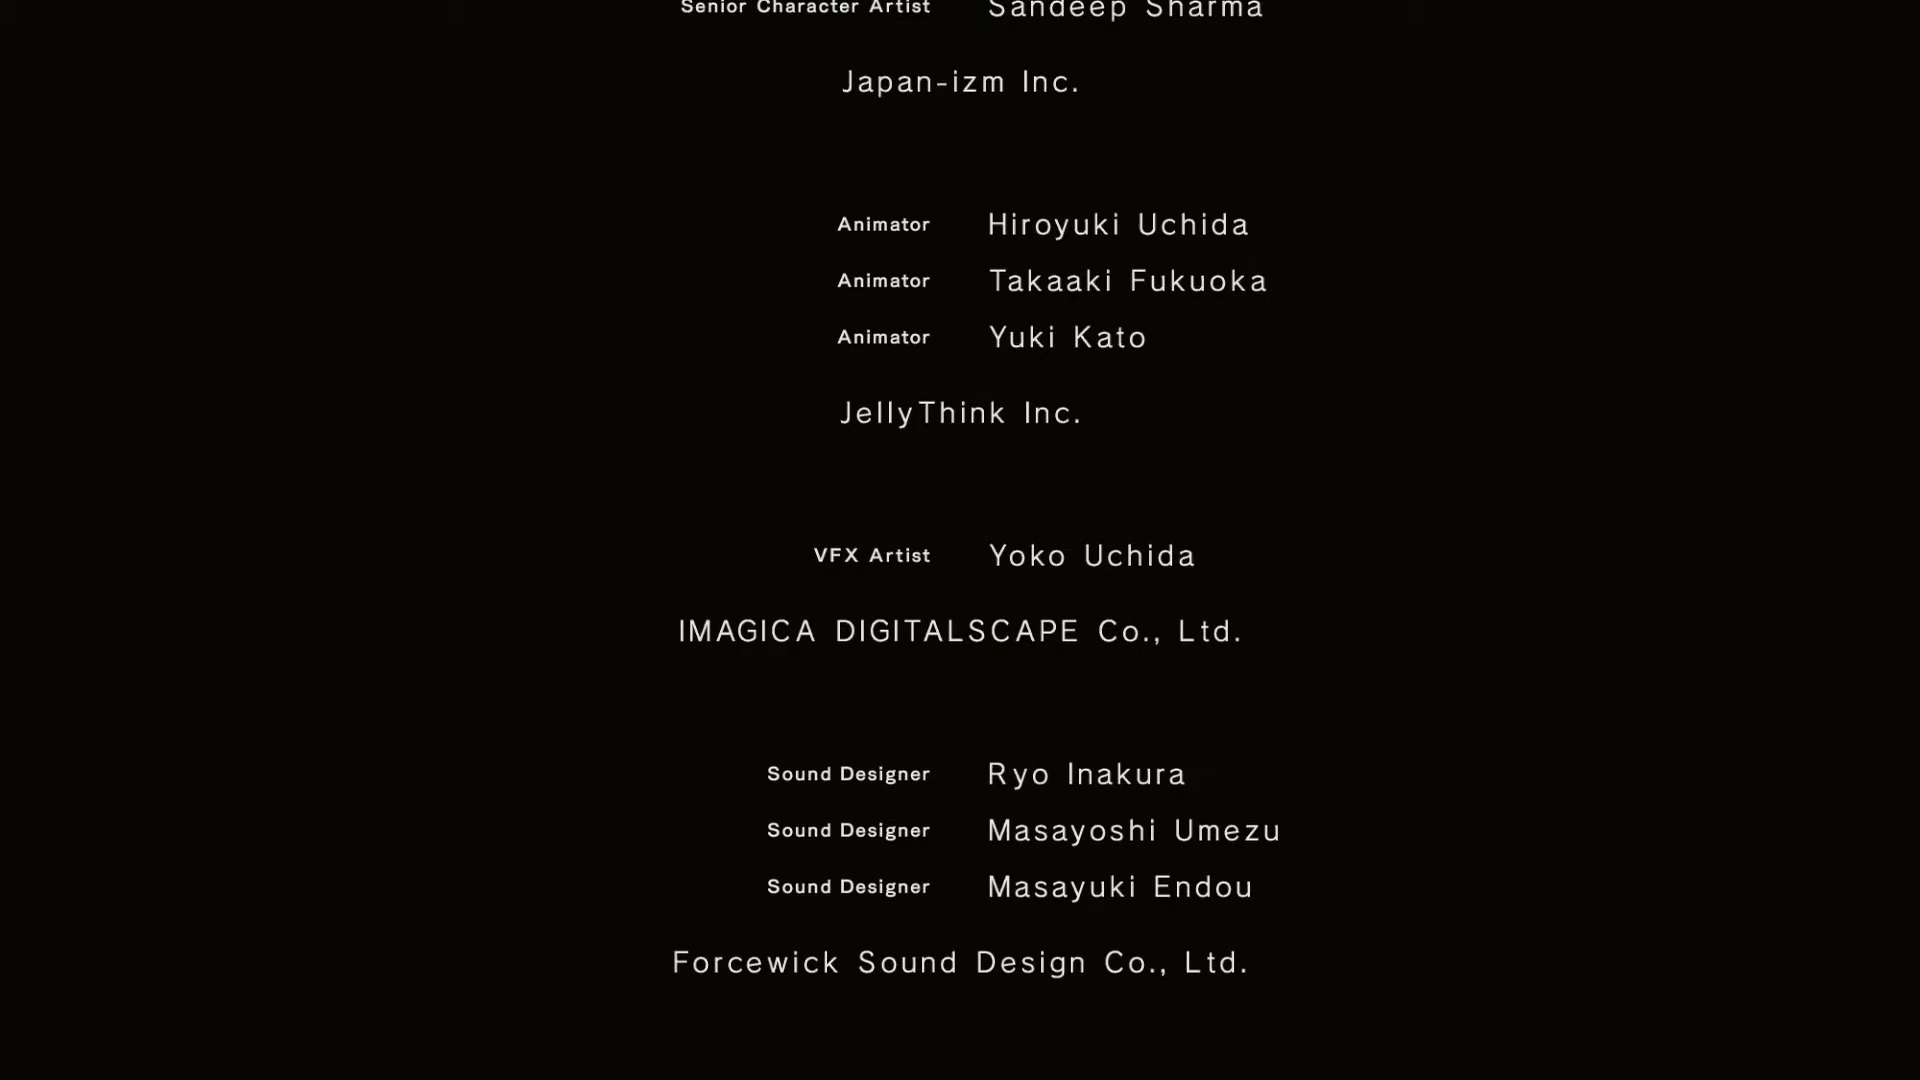 Senior Character Artist Sandeep Sharma
Japan-izm Inc.
Animator Hiroyuki Uchida
Animator Takaaki Fukuoka
Animator Yuki Kato
JellyThink Inc.
VFX Artist Yoko Uchida
IMAGICA DIGITALSCAPE Co., Ltd.
Sound Designer Ryo Inakura
Sound Designer Masayoshi Umezu
Sound Designer Masayuki Endou
Forcewick Sound Design Co., Ltd.